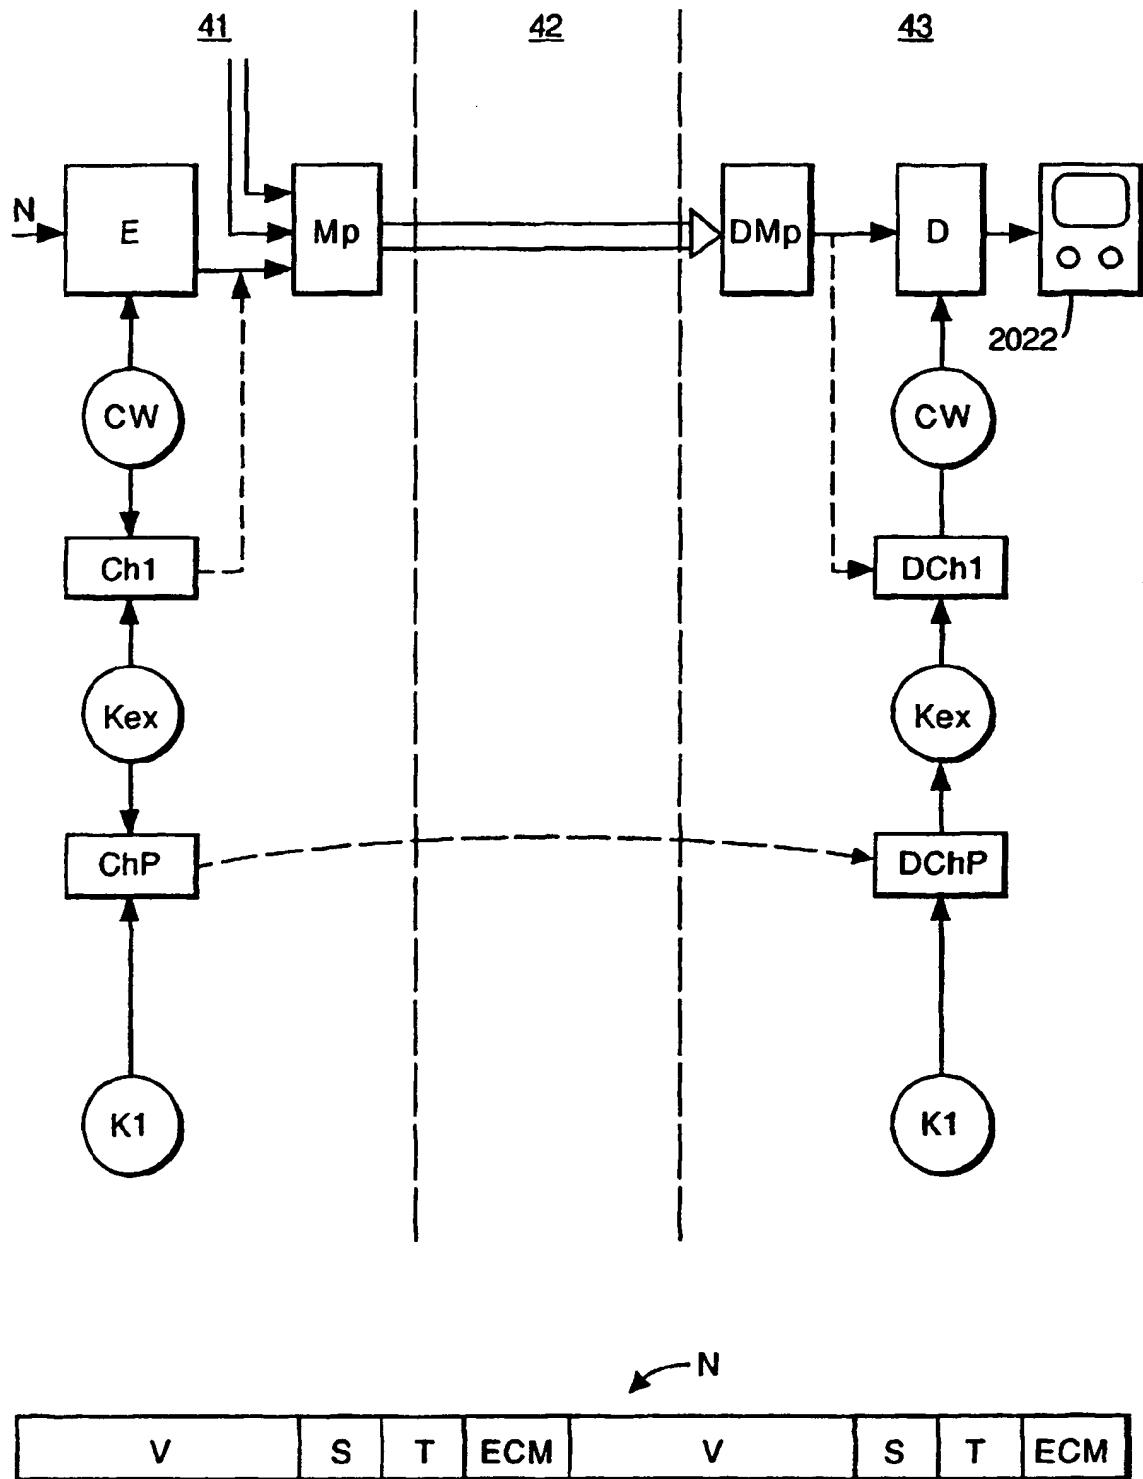 41 42 43
N E Mp DMp D
2022
CW CW
Ch1 DCh1
Kex Kex
ChP DChP
K1 K1
N
V S T ECM V S T ECM